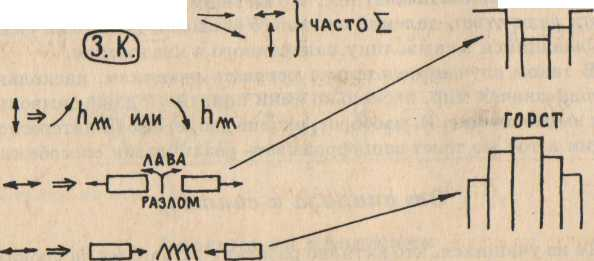 ЧАСТО Σ
З.К.
hм или hм
ГОРСТ
ЛАВА
РАЗЛОМ